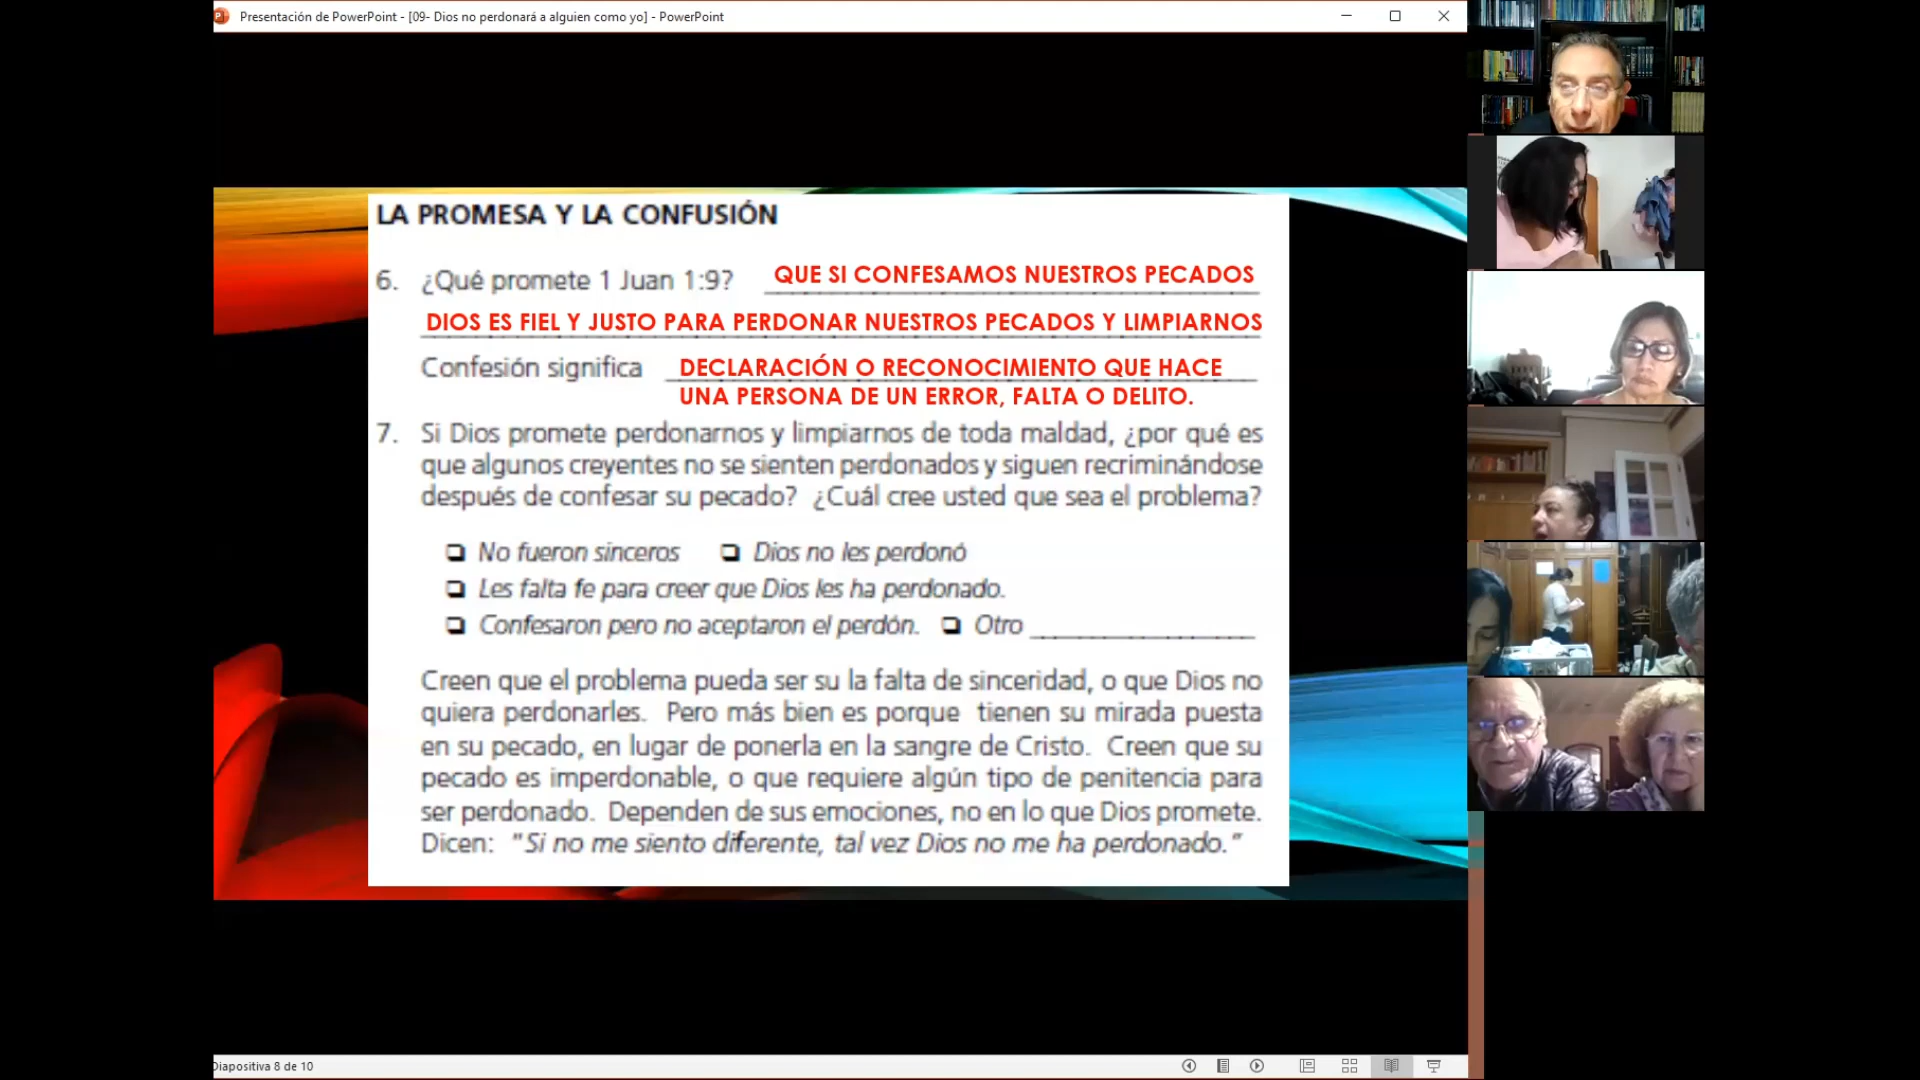 Presentación de PowerPoint - [09- Dios no perdonará a alguien como yo] - PowerPoint
LA PROMESA Y LA CONFUSIÓN
6. ¿Qué promete 1 Juan 1:9? QUE SI CONFESAMOS NUESTROS PECADOS
DIOS ES FIEL Y JUSTO PARA PERDONAR NUESTROS PECADOS Y LIMPIARNOS
Confesión significa DECLARACIÓN O RECONOCIMIENTO QUE HACE
UNA PERSONA DE UN ERROR, FALTA O DELITO.
7. Si Dios promete perdonarnos y limpiarnos de toda maldad, ¿por qué es
que algunos creyentes no se sienten perdonados y siguen recriminándose
después de confesar su pecado? ¿Cuál cree usted que sea el problema?
❑ No fueron sinceros ❑ Dios no les perdonó
❑ Les falta fe para creer que Dios les ha perdonado.
❑ Confesaron pero no aceptaron el perdón. ❑ Otro
Creen que el problema pueda ser su la falta de sinceridad, o que Dios no
quiera perdonarles. Pero más bien es porque tienen su mirada puesta
en su pecado, en lugar de ponerla en la sangre de Cristo. Creen que su
pecado es imperdonable, o que requiere algún tipo de penitencia para
ser perdonado. Dependen de sus emociones, no en lo que Dios promete.
Dicen: "Si no me siento diferente, tal vez Dios no me ha perdonado."
Diapositiva 8 de 10